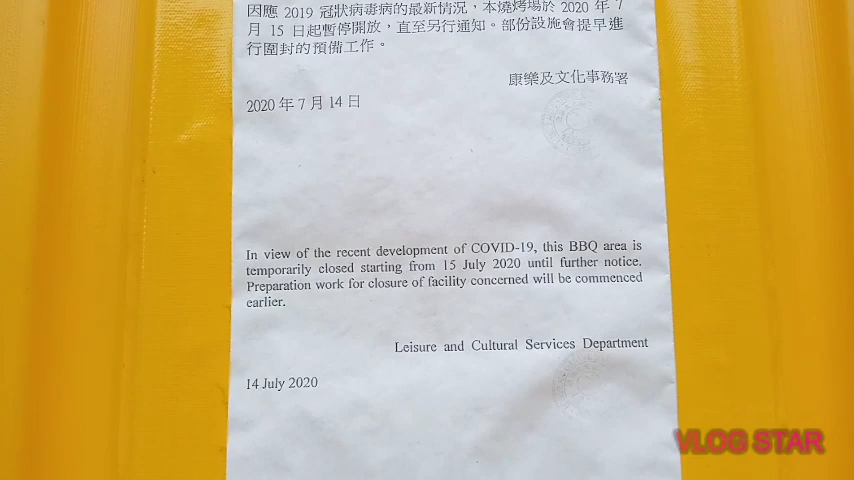 因應 2019 冠狀病毒病的最新情況，本燒烤場於 2020 年 7
月 15 日起暫停開放，直至另行通知。部份設施會提早進
行圍封的預備工作。
康樂及文化事務署
2020 年 7 月 14 日
In view of the recent development of COVID-19, this BBQ area is
temporarily closed starting from 15 July 2020 until further notice.
Preparation work for closure of facility concerned will be commenced
earlier.
Leisure and Cultural Services Department
14 July 2020
VLOG STAR